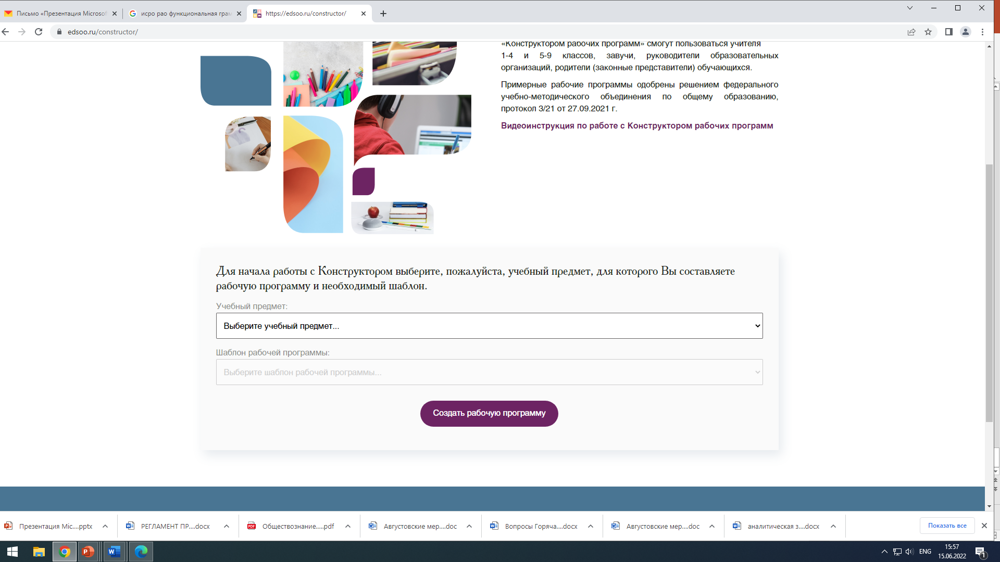 Письмо «Презентация Microsof
исро рао функциональная грам
https://edsoo.ru/constructor/
edsoo.ru/constructor/
«Конструктором рабочих программ» смогут пользоваться учителя
1-4 и 5-9 классов, завучи, руководители образовательных
организаций, родители (законные представители) обучающихся.
Примерные рабочие программы одобрены решением федерального
учебно-методического объединения по общему образованию,
протокол 3/21 от 27.09.2021 г.
Видеоинструкция по работе с Конструктором рабочих программ
Для начала работы с Конструктором выберите, пожалуйста, учебный предмет, для которого Вы составляете
рабочую программу и необходимый шаблон.
Учебный предмет:
Выберите учебный предмет...
Шаблон рабочей программы:
Выберите шаблон рабочей программы...
Создать рабочую программу
Презентация Mic....pptx
РЕГЛАМЕНТ ПР....docx
Обществознание.....pdf
Августовские мер....doc
Вопросы Горяча....docx
Августовские мер....doc
аналитическая з....docx
Показать все
ENG
15:57
15.06.2022
1